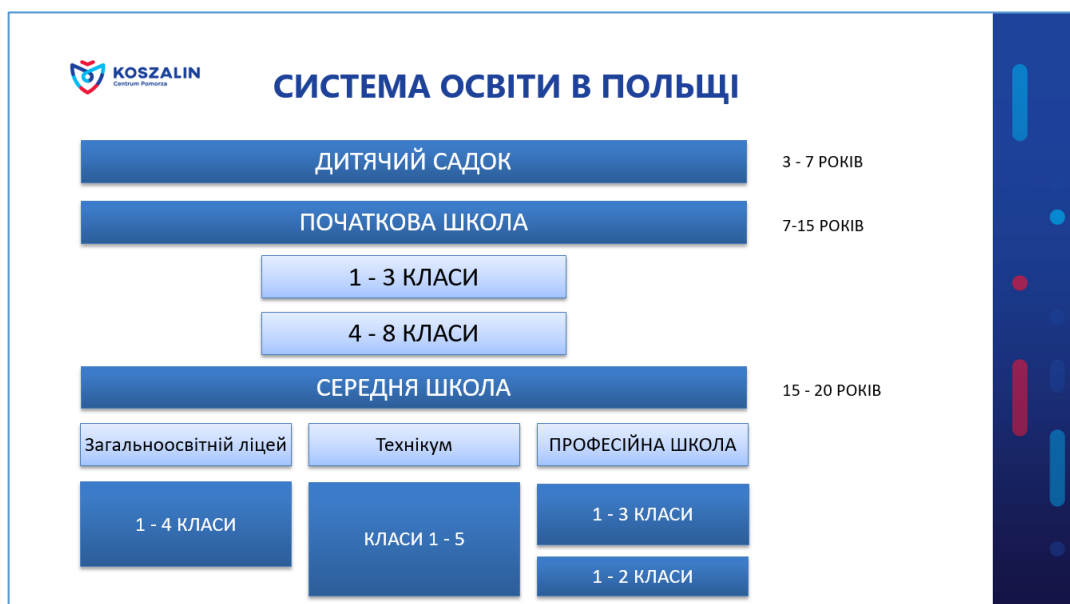 KOSZALIN
Centrum Pomorza
СИСТЕМА ОСВІТИ В ПОЛЬЩІ
ДИТЯЧИЙ САДОК
3 - 7 РОКІВ
ПОЧАТКОВА ШКОЛА
7-15 РОКІВ
1 - 3 КЛАСИ
4 - 8 КЛАСИ
СЕРЕДНЯ ШКОЛА
15 - 20 РОКІВ
Загальноосвітній ліцей
Технікум
ПРОФЕСІЙНА ШКОЛА
1 - 4 КЛАСИ
КЛАСИ 1 - 5
1 - 3 КЛАСИ
1 - 2 КЛАСИ